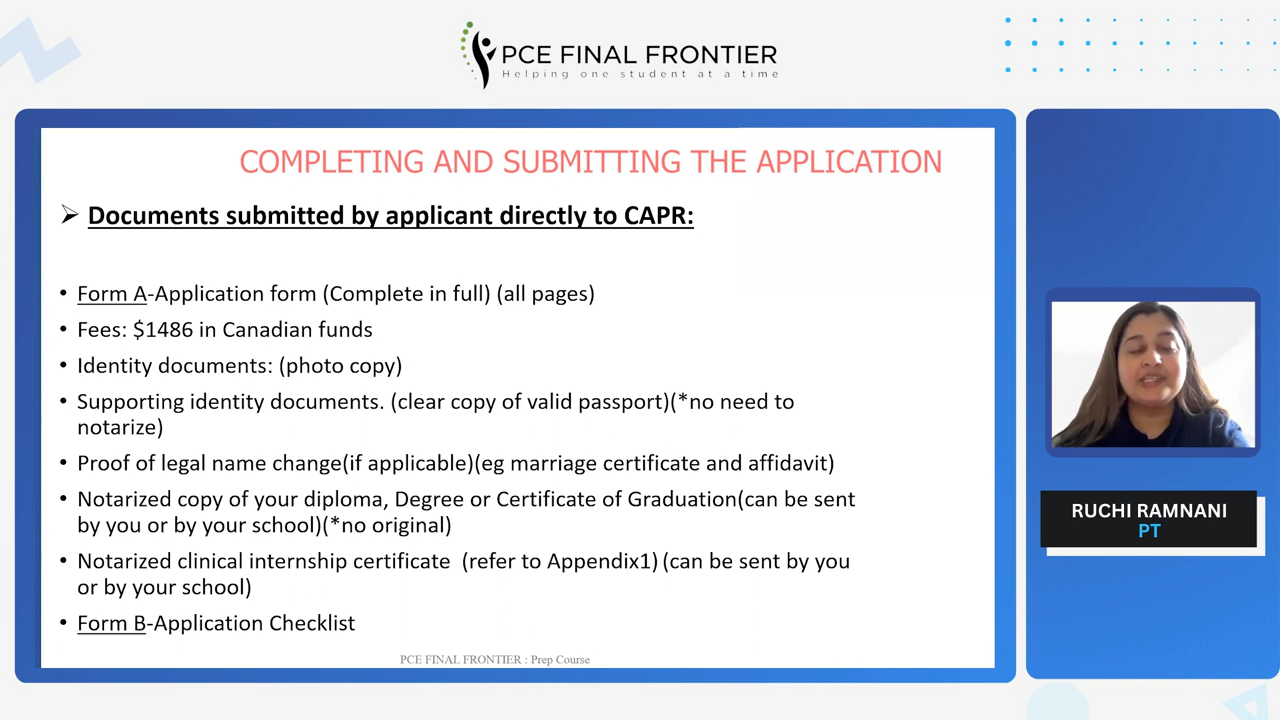 PCE FINAL FRONTIER
Helping one student at a time
COMPLETING AND SUBMITTING THE APPLICATION
➢ Documents submitted by applicant directly to CAPR:
• Form A-Application form (Complete in full) (all pages)
• Fees: $1486 in Canadian funds
• Identity documents: (photo copy)
• Supporting identity documents. (clear copy of valid passport)(*no need to
notarize)
• Proof of legal name change(if applicable)(eg marriage certificate and affidavit)
• Notarized copy of your diploma, Degree or Certificate of Graduation(can be sent
by you or by your school)(*no original)
• Notarized clinical internship certificate (refer to Appendix1) (can be sent by you
or by your school)
• Form B-Application Checklist
PCE FINAL FRONTIER : Prep Course
RUCHI RAMNANI
PT